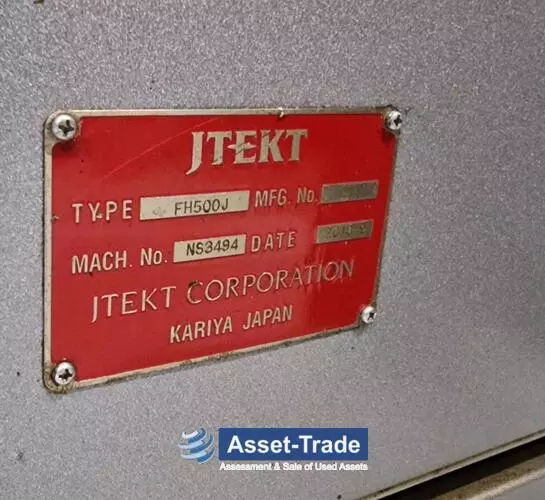 JTEKT
TYPE FH500J MFG. No.
MACH. No. NS3494 DATE
JTEKT CORPORATION
KARIYA JAPAN
Asset-Trade
Assessment & Sale of Used Assets